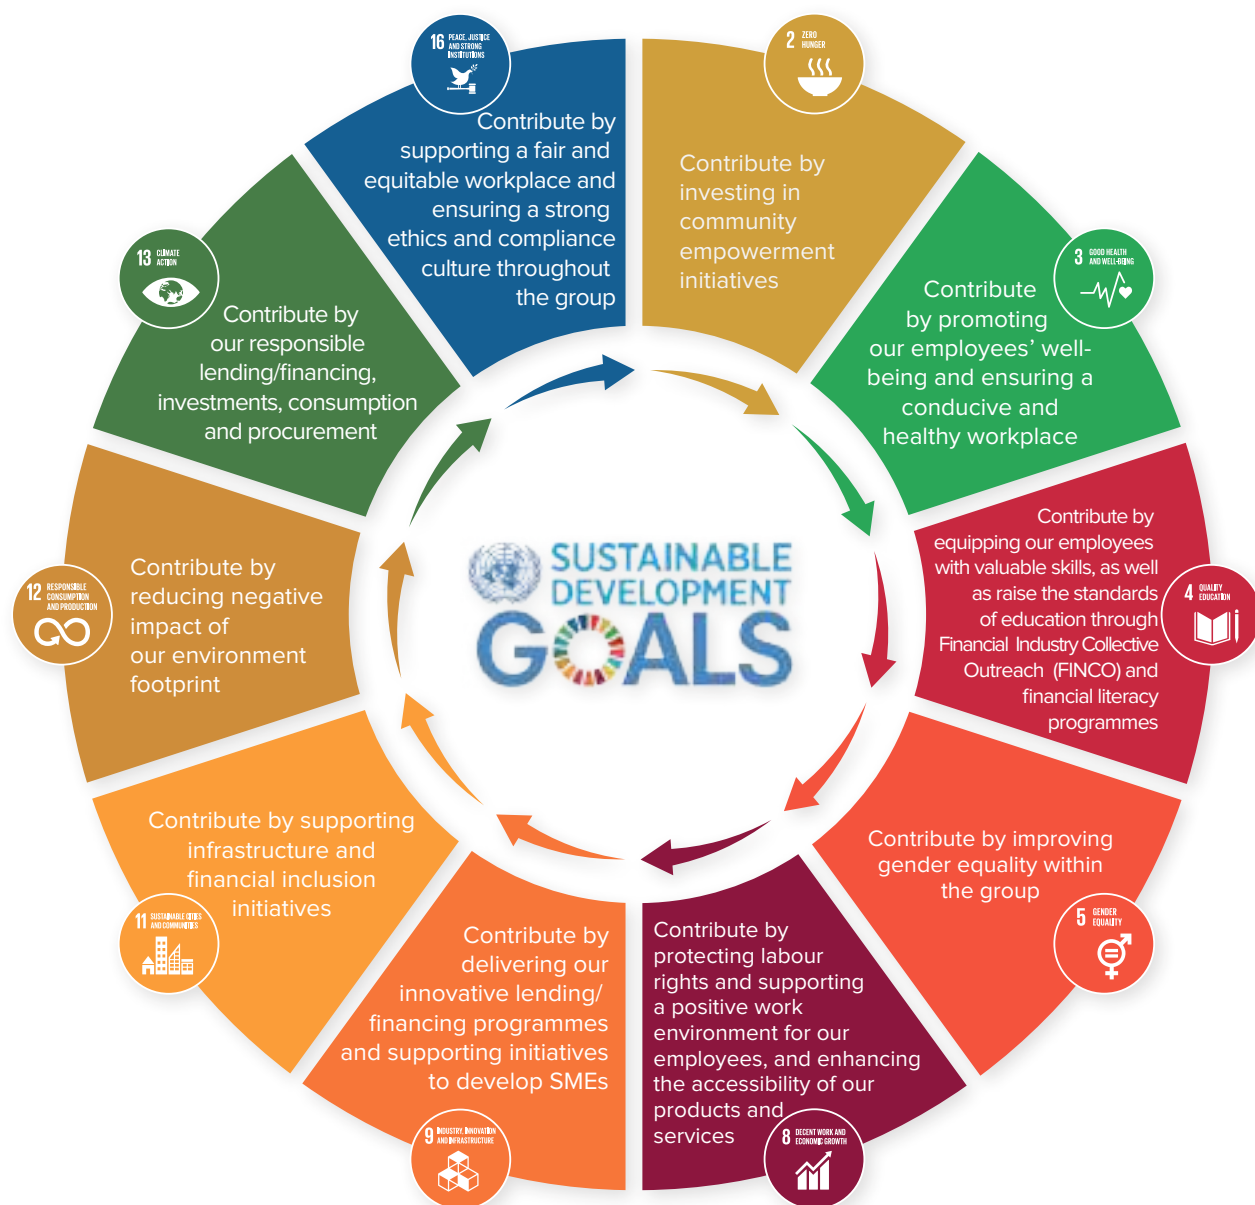 2 ZERO
HUNGER
Contribute by
investing in
community
empowerment
initiatives
3 GOOD HEALTH
AND WELL-BEING
Contribute
by promoting
our employees’ well-
being and ensuring a
conducive and
healthy workplace
4 QUALITY
EDUCATION
Contribute by
equipping our employees
with valuable skills, as well
as raise the standards
of education through
Financial Industry Collective
Outreach (FINCO) and
financial literacy
programmes
5 GENDER
EQUALITY
Contribute by improving
gender equality within
the group
8 DECENT WORK AND
ECONOMIC GROWTH
Contribute by
protecting labour
rights and supporting
a positive work
environment for our
employees, and enhancing
the accessibility of our
products and
services
9 INDUSTRY, INNOVATION
AND INFRASTRUCTURE
Contribute by
delivering our
innovative lending/
financing programmes
and supporting initiatives
to develop SMEs
11 SUSTAINABLE CITIES
AND COMMUNITIES
Contribute by supporting
infrastructure and
financial inclusion
initiatives
12 RESPONSIBLE
CONSUMPTION
AND PRODUCTION
Contribute by
reducing negative
impact of
our environment
footprint
13 CLIMATE
ACTION
Contribute by
our responsible
lending/financing,
investments, consumption
and procurement
16 PEACE, JUSTICE
AND STRONG
INSTITUTIONS
Contribute by
supporting a fair and
equitable workplace and
ensuring a strong
ethics and compliance
culture throughout
the group
SUSTAINABLE
DEVELOPMENT
GOALS